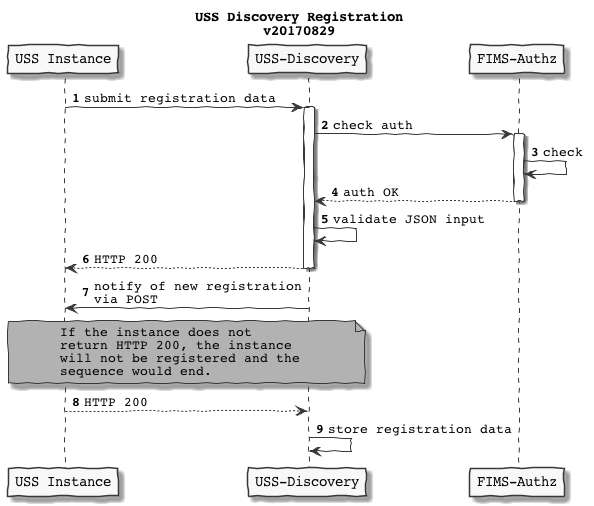 USS Discovery Registration
v20170829
USS Instance
USS-Discovery
FIMS-Authz
1 submit registration data
2 check auth
3 check
4 auth OK
5 validate JSON input
6 HTTP 200
7 notify of new registration
via POST
If the instance does not
return HTTP 200, the instance
will not be registered and the
sequence would end.
8 HTTP 200
9 store registration data
USS Instance
USS-Discovery
FIMS-Authz